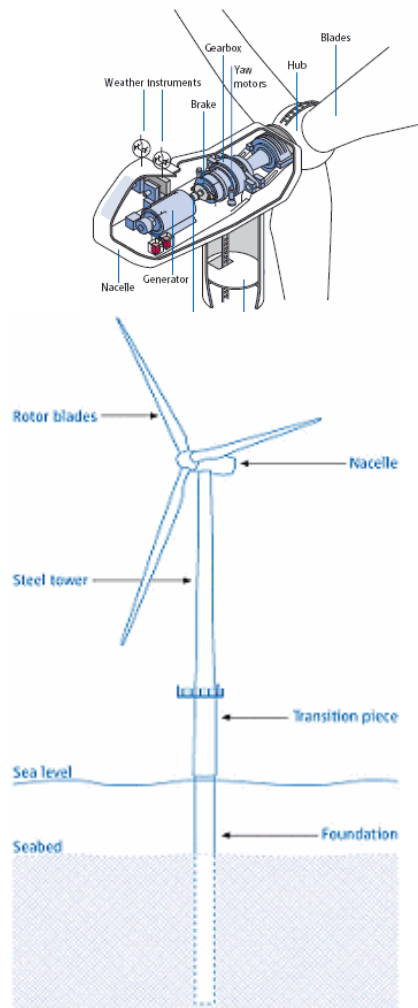 Gearbox
Blades
Hub
Yaw
motors
Weather instruments
Brake
Generator
Nacelle
Rotor blades
Nacelle
Steel tower
Transition piece
Sea level
Foundation
Seabed